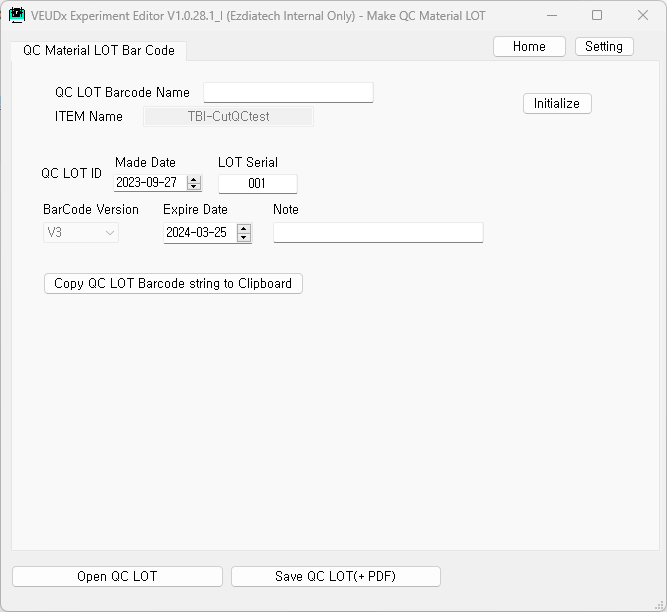 VEUDx Experiment Editor V1.0.28.1_I (Ezdiatech Internal Only) - Make QC Material LOT
QC Material LOT Bar Code
Home
Setting
QC LOT Barcode Name
Initialize
ITEM Name
TBI-CutQCtest
QC LOT ID
Made Date
LOT Serial
2023-09-27
001
BarCode Version
Expire Date
Note
V3
2024-03-25
Copy QC LOT Barcode string to Clipboard
Open QC LOT
Save QC LOT(+ PDF)